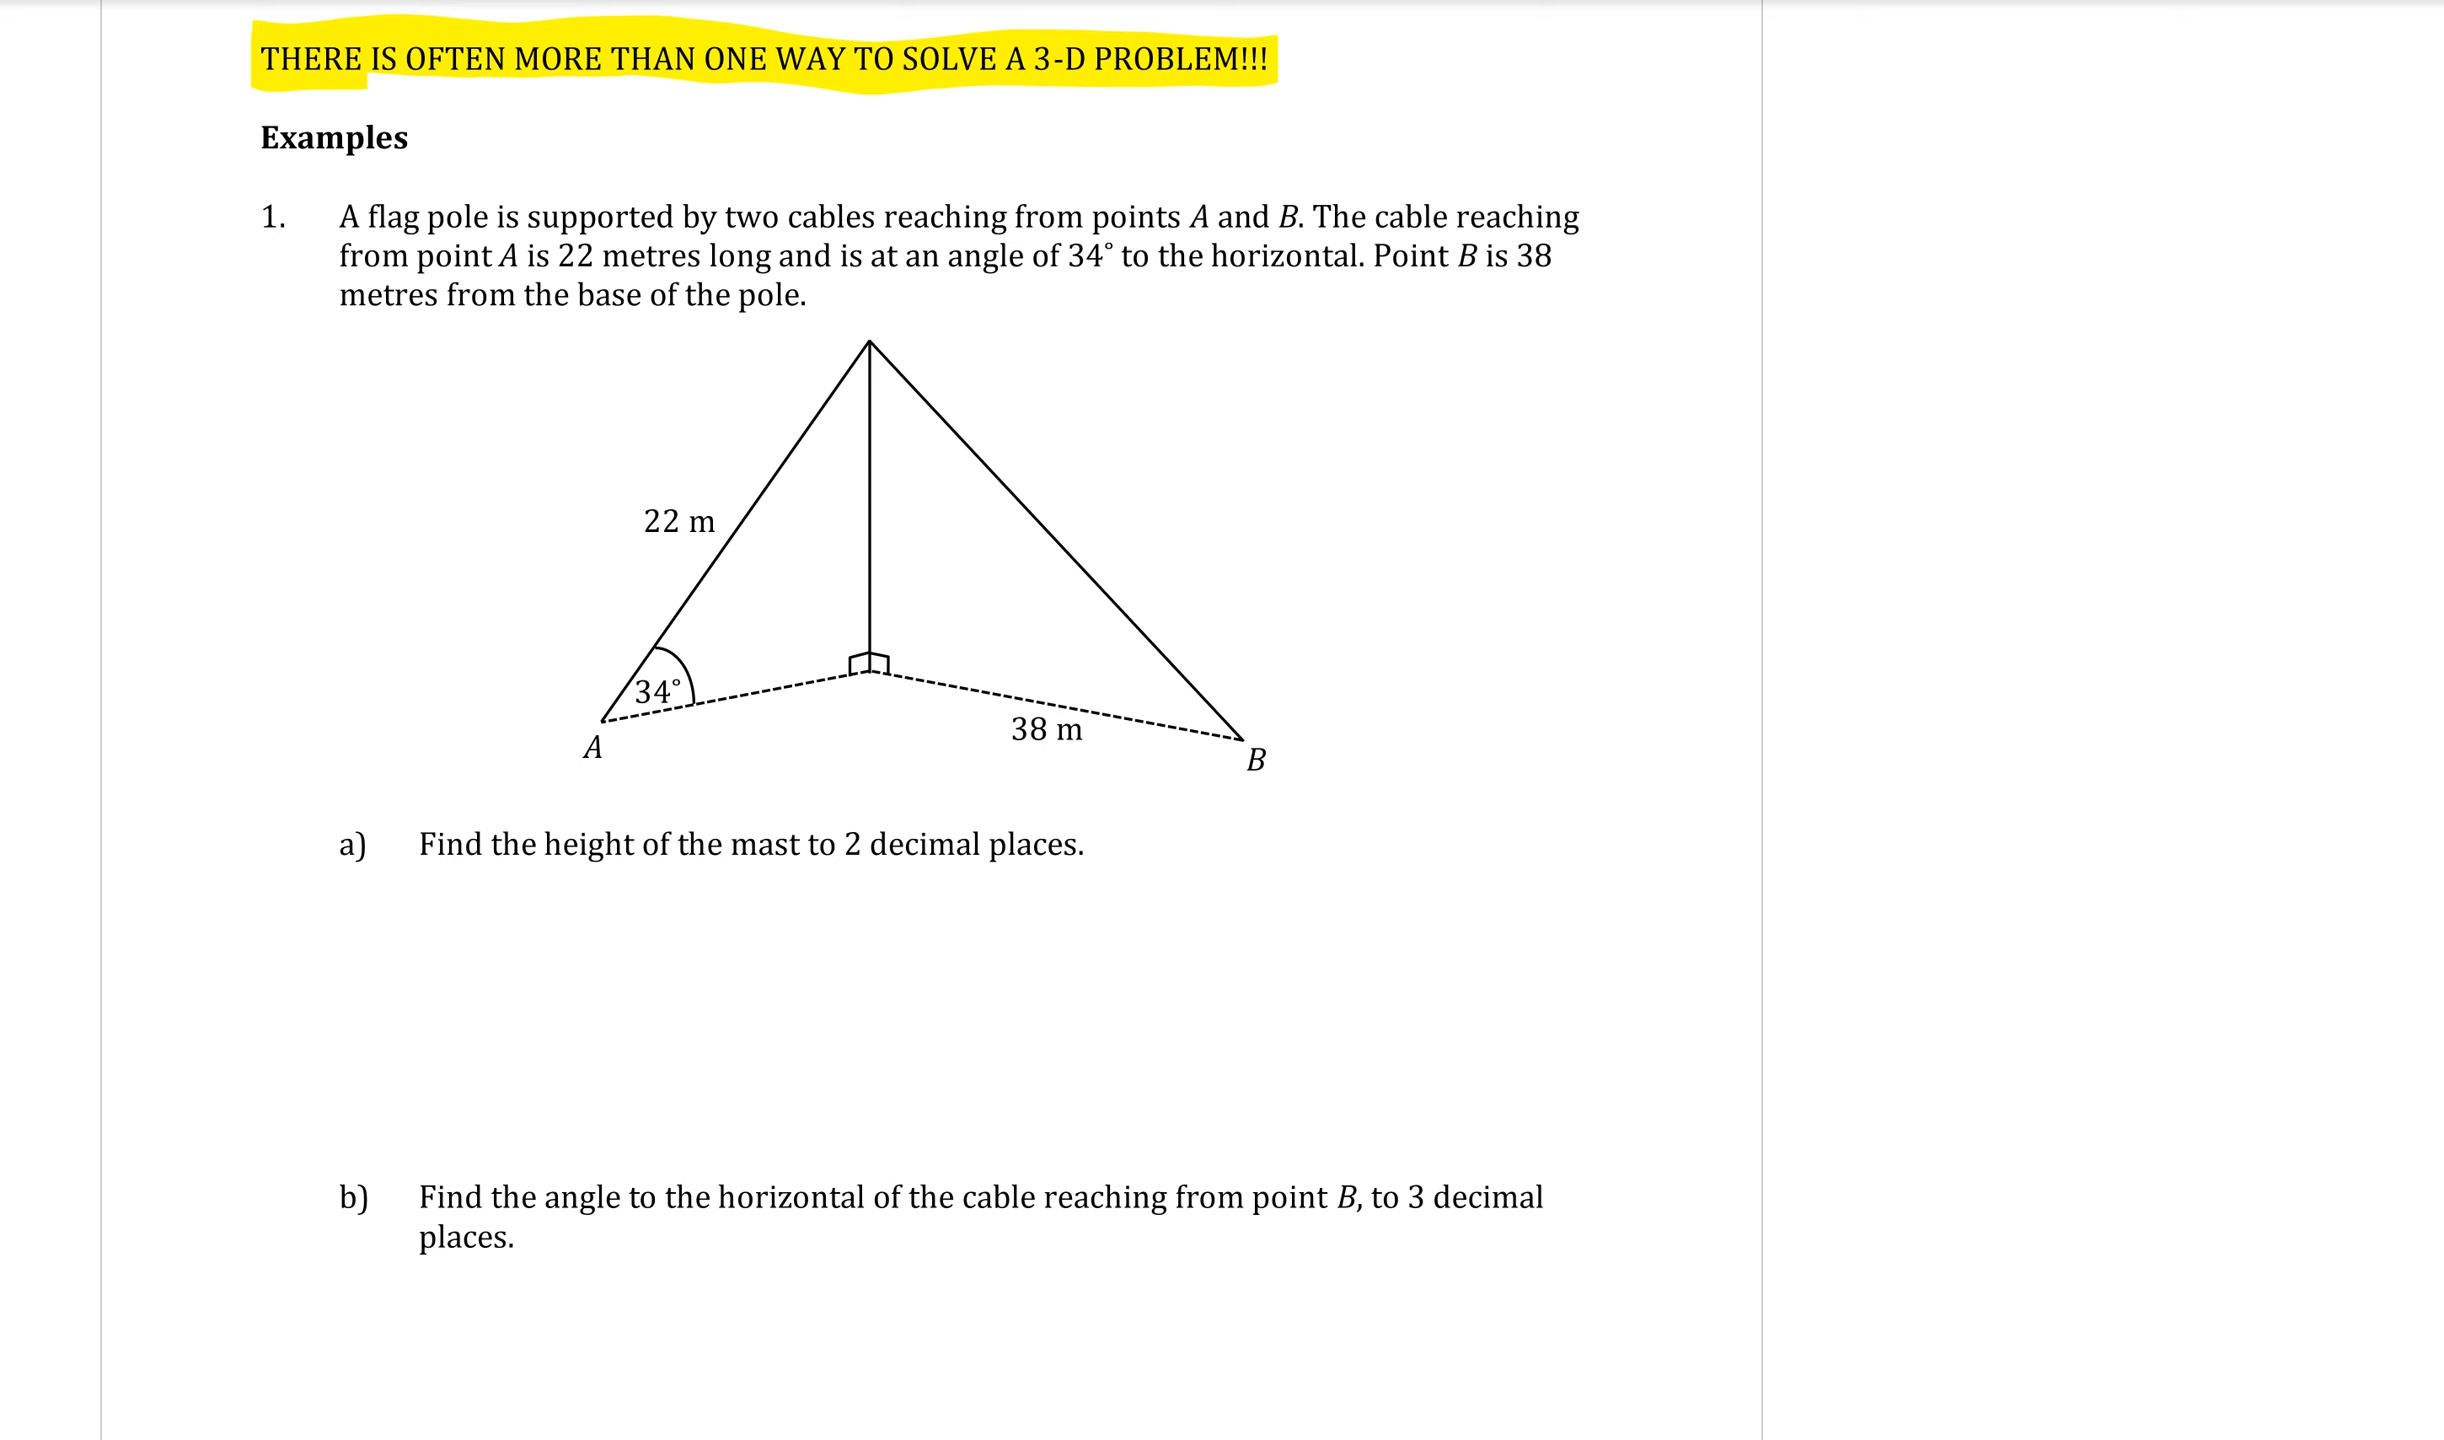 THERE IS OFTEN MORE THAN ONE WAY TO SOLVE A 3-D PROBLEM!!!
Examples
1. A flag pole is supported by two cables reaching from points A and B. The cable reaching
from point A is 22 metres long and is at an angle of 34° to the horizontal. Point B is 38
metres from the base of the pole.
22 m
34°
38 m
A
B
a) Find the height of the mast to 2 decimal places.
b) Find the angle to the horizontal of the cable reaching from point B, to 3 decimal
places.